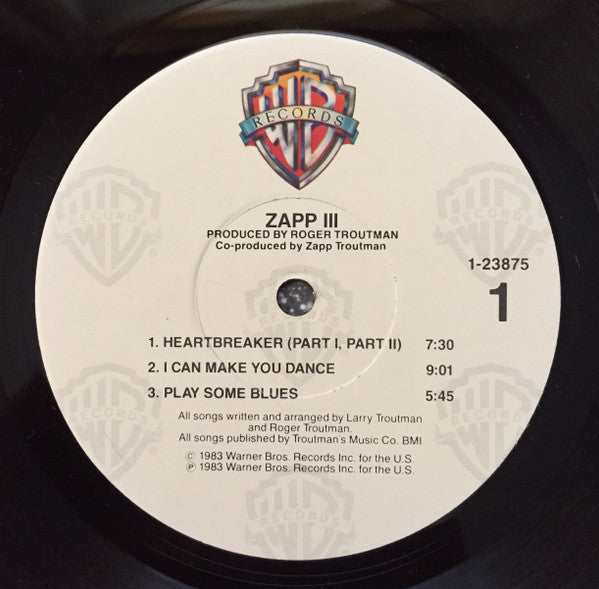 WB
RECORDS
ZAPP III
PRODUCED BY ROGER TROUTMAN
Co-produced by Zapp Troutman
1-23875
1
1. HEARTBREAKER (PART I, PART II) 7:30
2. I CAN MAKE YOU DANCE 9:01
3. PLAY SOME BLUES 5:45
All songs written and arranged by Larry Troutman
and Roger Troutman.
All songs published by Troutman's Music Co. BMI
© 1983 Warner Bros. Records Inc. for the U.S.
℗ 1983 Warner Bros. Records Inc. for the U.S.